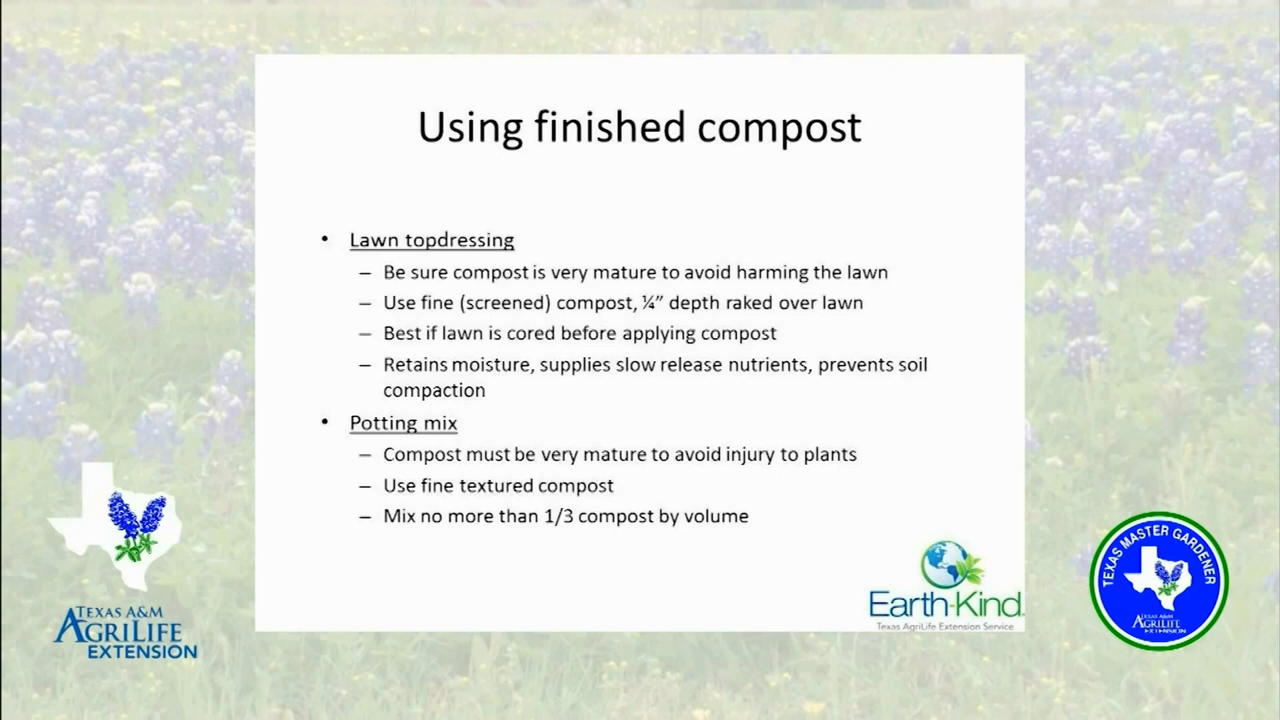 Using finished compost
• Lawn topdressing
– Be sure compost is very mature to avoid harming the lawn
– Use fine (screened) compost, ¼” depth raked over lawn
– Best if lawn is cored before applying compost
– Retains moisture, supplies slow release nutrients, prevents soil
compaction
• Potting mix
– Compost must be very mature to avoid injury to plants
– Use fine textured compost
– Mix no more than 1/3 compost by volume
Earth-Kind
Texas AgriLife Extension Service
TEXAS A&M
AGRILIFE
EXTENSION
TEXAS MASTER GARDENER
TEXAS A&M
AGRILIFE
EXTENSION